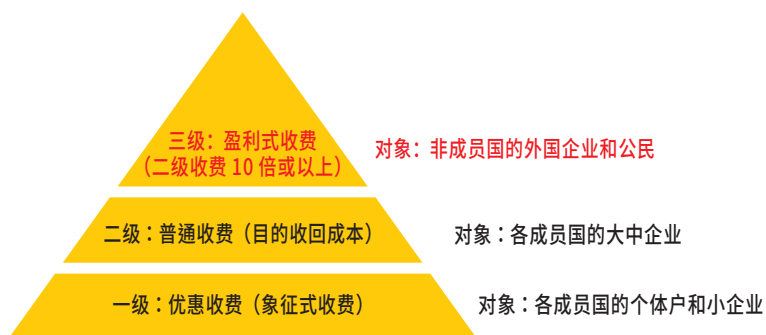 三级：盈利式收费
（二级收费 10 倍或以上）
对象：非成员国的外国企业和公民
二级：普通收费（目的收回成本）
对象：各成员国的大中企业
一级：优惠收费（象征式收费）
对象：各成员国的个体户和小企业